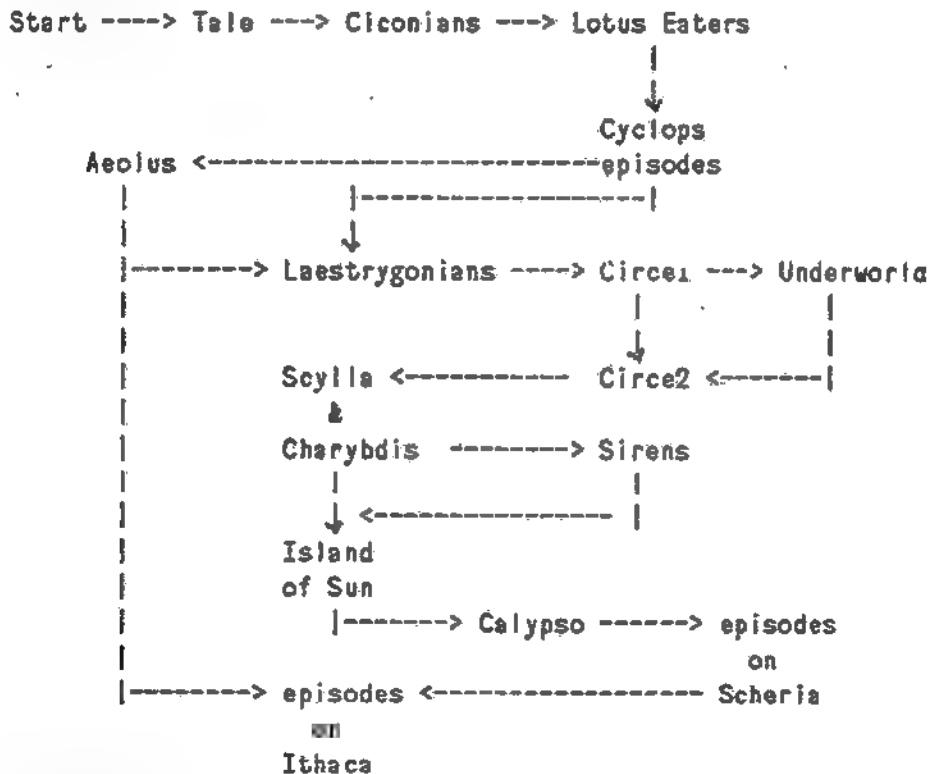 Start ----> Tale ---> Ciconians ---> Lotus Eaters
Cyclops
Aeolus <------------------episodes
Laestrygonians ----> Circe1 ---> Underworld
Scylla <-------- Circe2 <------
&
Charybdis ------> Sirens
Island
of Sun
Calypso ------> episodes
on
episodes <------------- Scheria
on
Ithaca